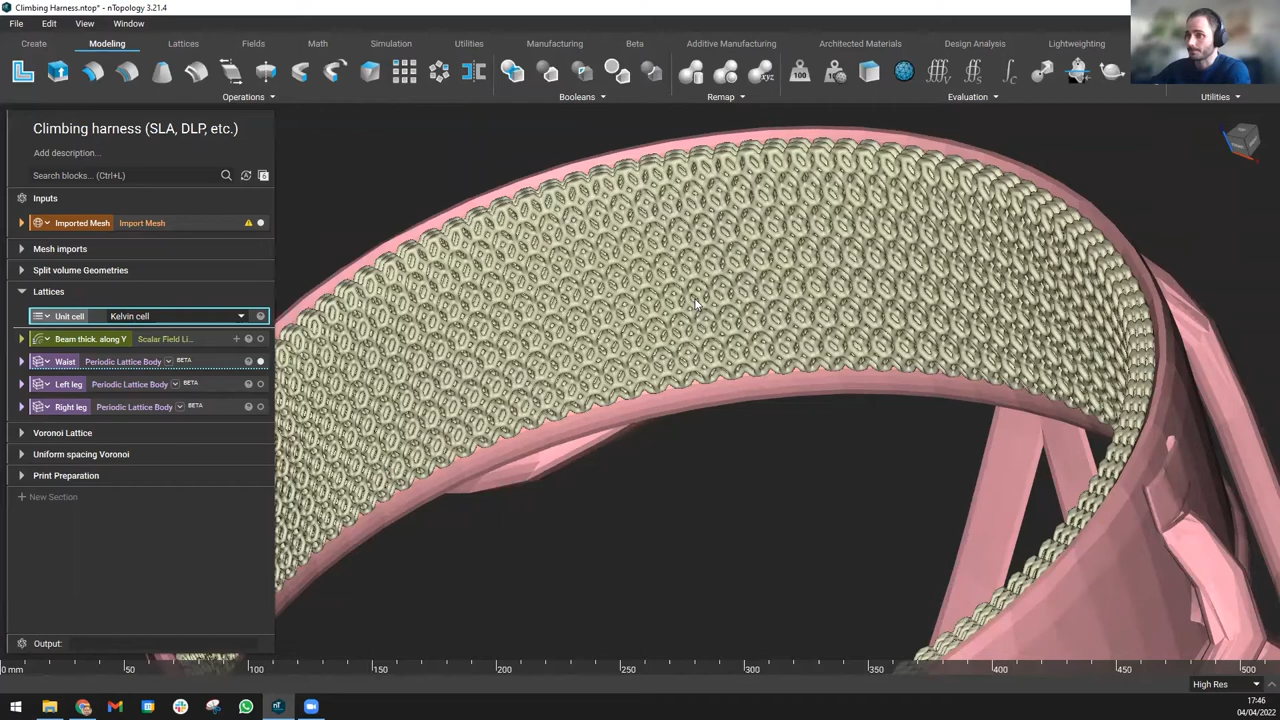 Climbing Harness.ntop* - nTopology 3.21.4
File Edit View Window
Create Modeling Lattices Fields Math Simulation Utilities Manufacturing Beta Additive Manufacturing Architected Materials Design Analysis Lightweighting
Operations Booleans Remap Evaluation Utilities
Climbing harness (SLA, DLP, etc.)
Add description...
Search blocks... (Ctrl+L)
Inputs
Imported Mesh Import Mesh
Mesh imports
Split volume Geometries
Lattices
Unit cell Kelvin cell
Beam thick. along Y Scalar Field Li...
Waist Periodic Lattice Body BETA
Left leg Periodic Lattice Body BETA
Right leg Periodic Lattice Body BETA
Voronoi Lattice
Uniform spacing Voronoi
Print Preparation
+ New Section
Output:
0 mm 50 100 150 200 250 300 350 400 450 500
High Res
17:46
04/04/2022